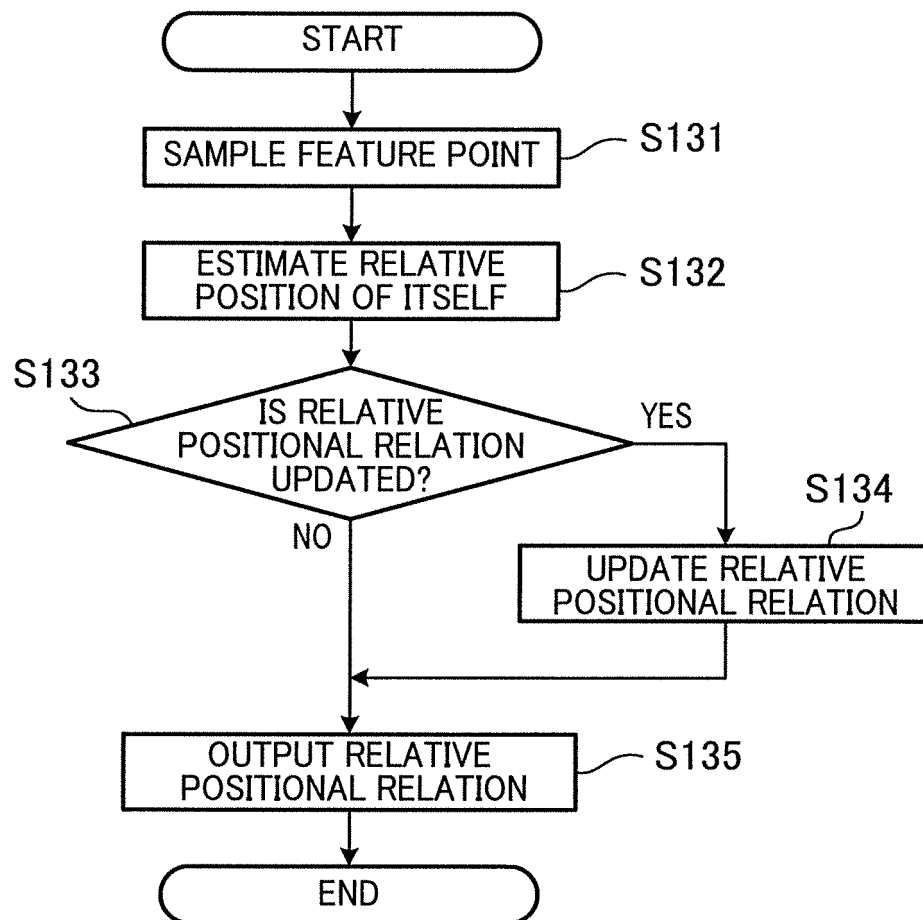 START
SAMPLE FEATURE POINT
S131
ESTIMATE RELATIVE
POSITION OF ITSELF
S132
S133
IS RELATIVE
POSITIONAL RELATION
UPDATED?
YES
NO
S134
UPDATE RELATIVE
POSITIONAL RELATION
OUTPUT RELATIVE
POSITIONAL RELATION
S135
END